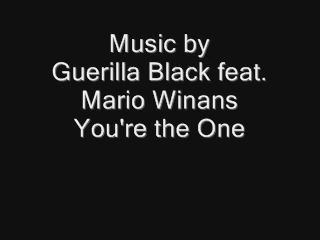 Music by
Guerilla Black feat.
Mario Winans
You're the One